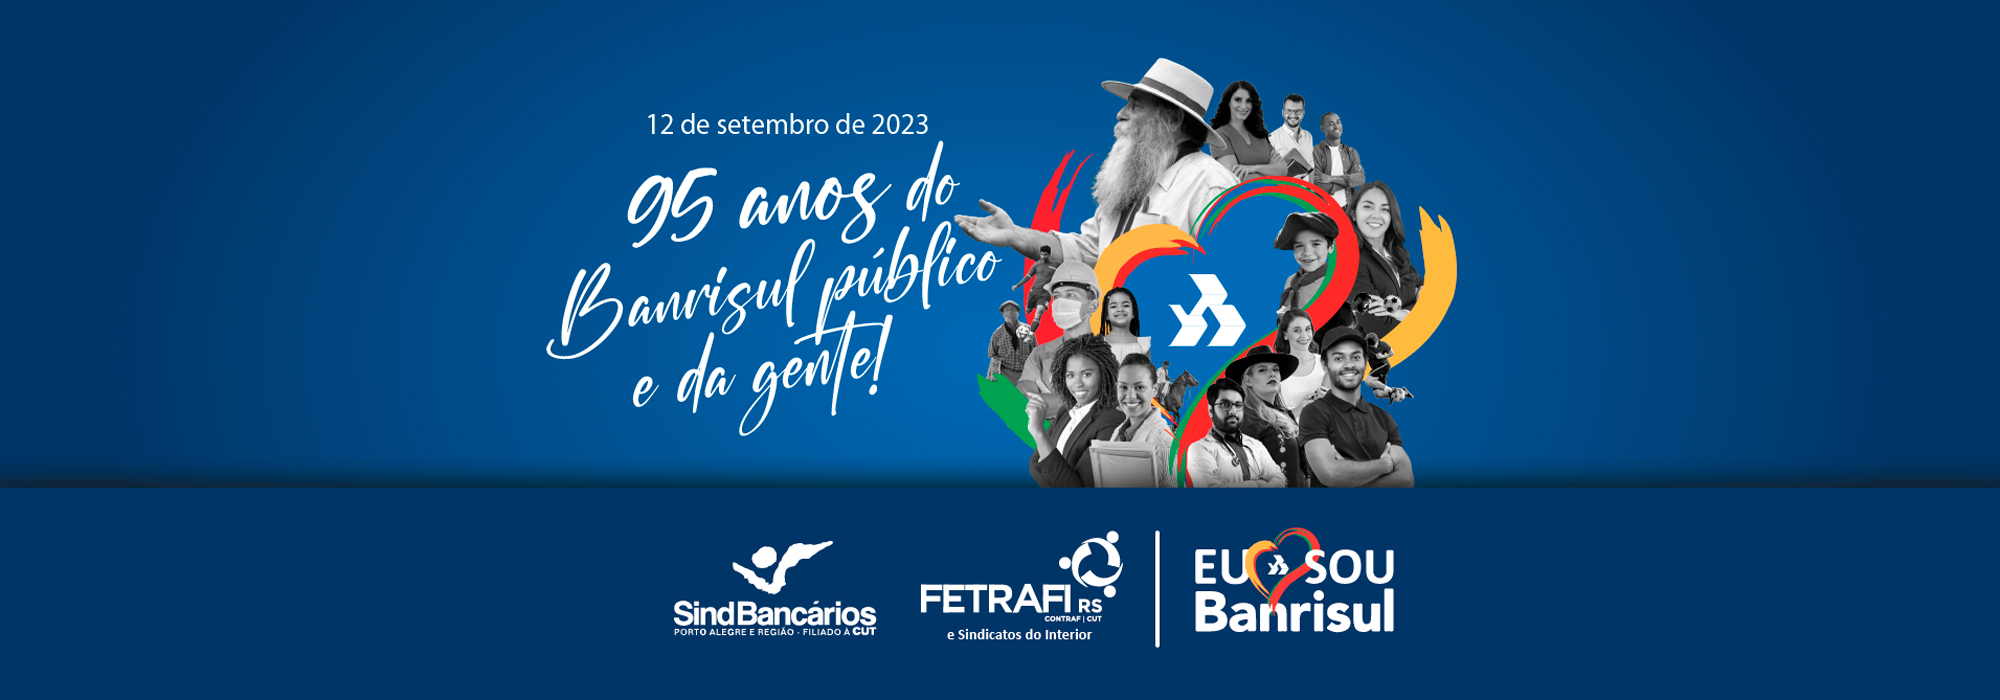 12 de setembro de 2023
95 anos do
Banrisul público
e da gente!
SindBancários
PORTO ALEGRE E REGIÃO - FILIADO À CUT
FETRAFI RS
CONTRAF | CUT
e Sindicatos do Interior
EU SOU
Banrisul